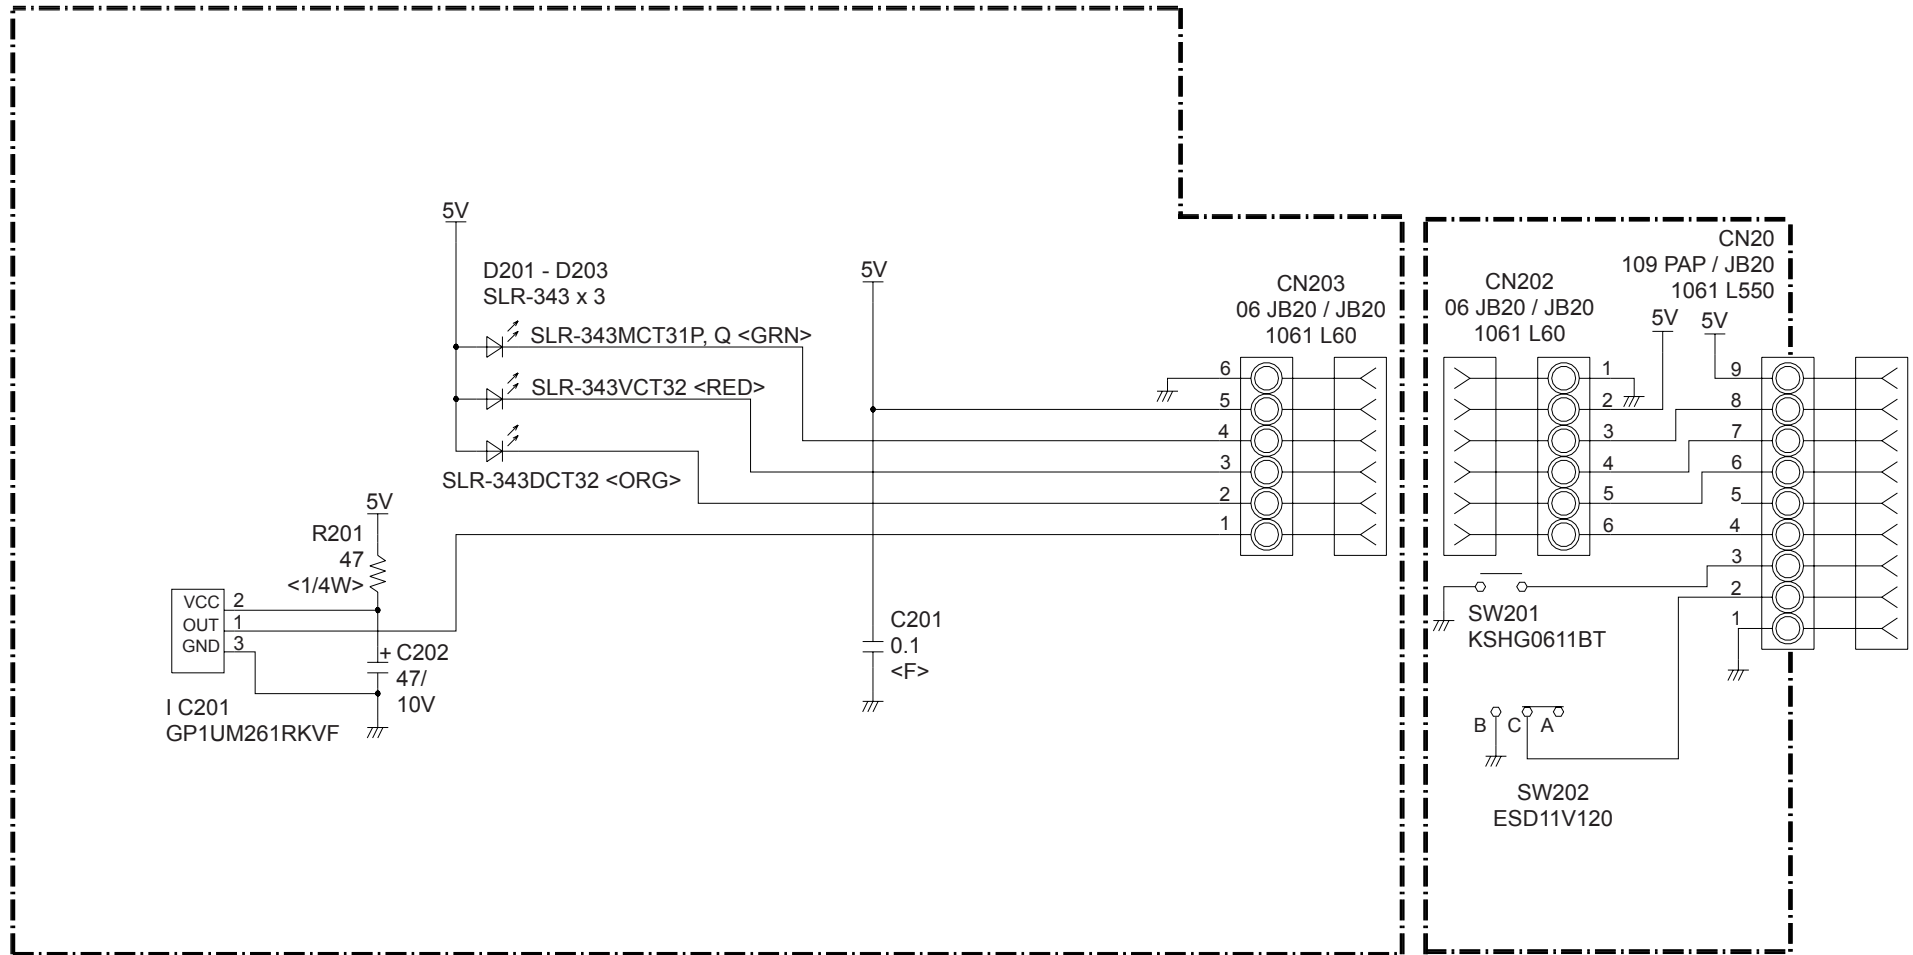 5V
D201 - D203
SLR-343 x 3
SLR-343MCT31P, Q <GRN>
SLR-343VCT32 <RED>
SLR-343DCT32 <ORG>
5V
R201
47
<1/4W>
VCC 2
OUT 1
GND 3
+ C202
47/
10V
I C201
GP1UM261RKVF
5V
C201
0.1
<F>
CN203
06 JB20 / JB20
1061 L60
6
5
4
3
2
1
CN202
06 JB20 / JB20
1061 L60
1
2
3
4
5
6
5V
CN20
109 PAP / JB20
1061 L550
5V
9
8
7
6
5
4
3
2
1
SW201
KSHG0611BT
B C A
SW202
ESD11V120